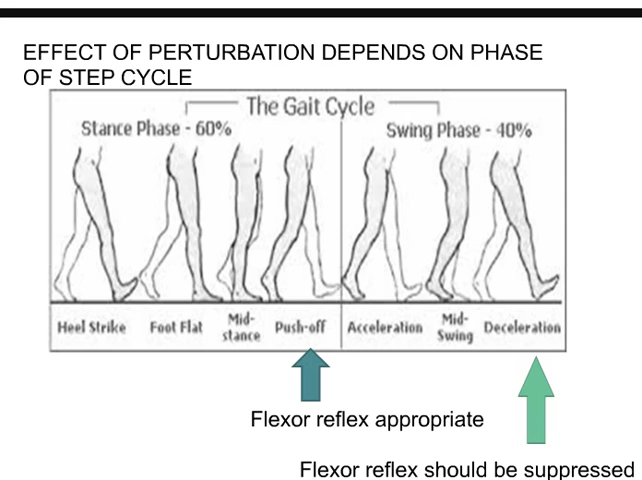 EFFECT OF PERTURBATION DEPENDS ON PHASE
OF STEP CYCLE
The Gait Cycle
Stance Phase - 60%
Swing Phase - 40%
Heel Strike
Foot Flat
Mid-
stance
Push-off
Acceleration
Mid-
Swing
Deceleration
Flexor reflex appropriate
Flexor reflex should be suppressed